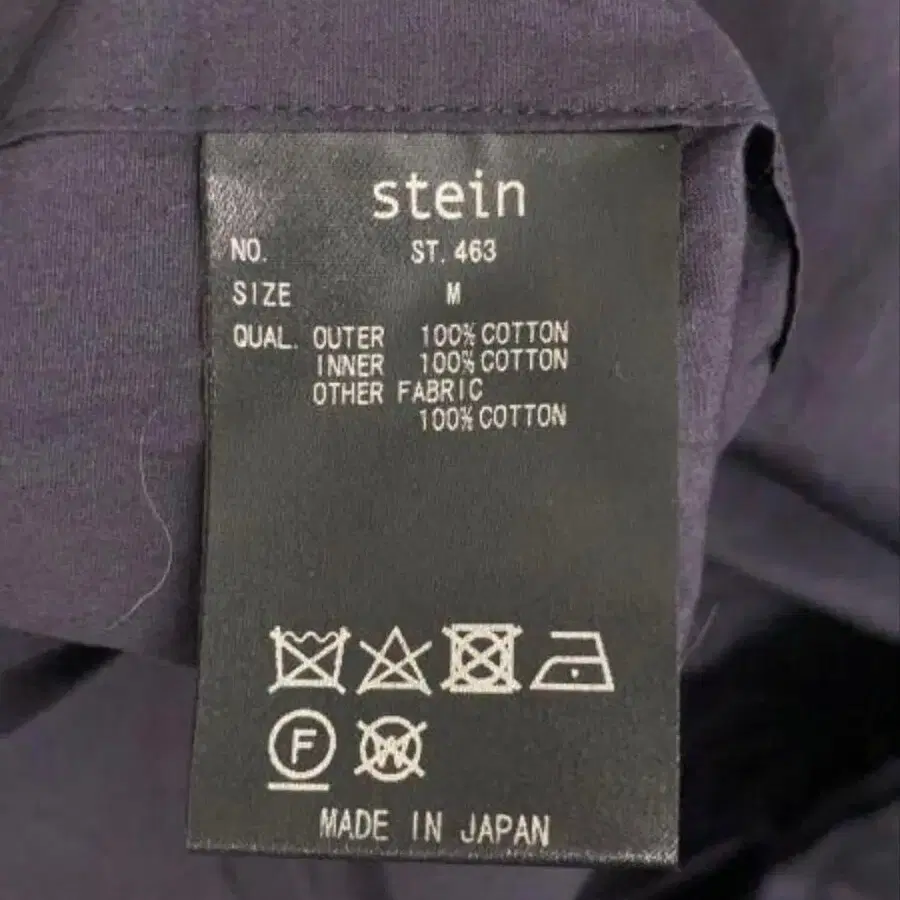 stein
NO. ST. 463
SIZE M
QUAL. OUTER 100% COTTON
INNER 100% COTTON
OTHER FABRIC
100% COTTON
F W
MADE IN JAPAN